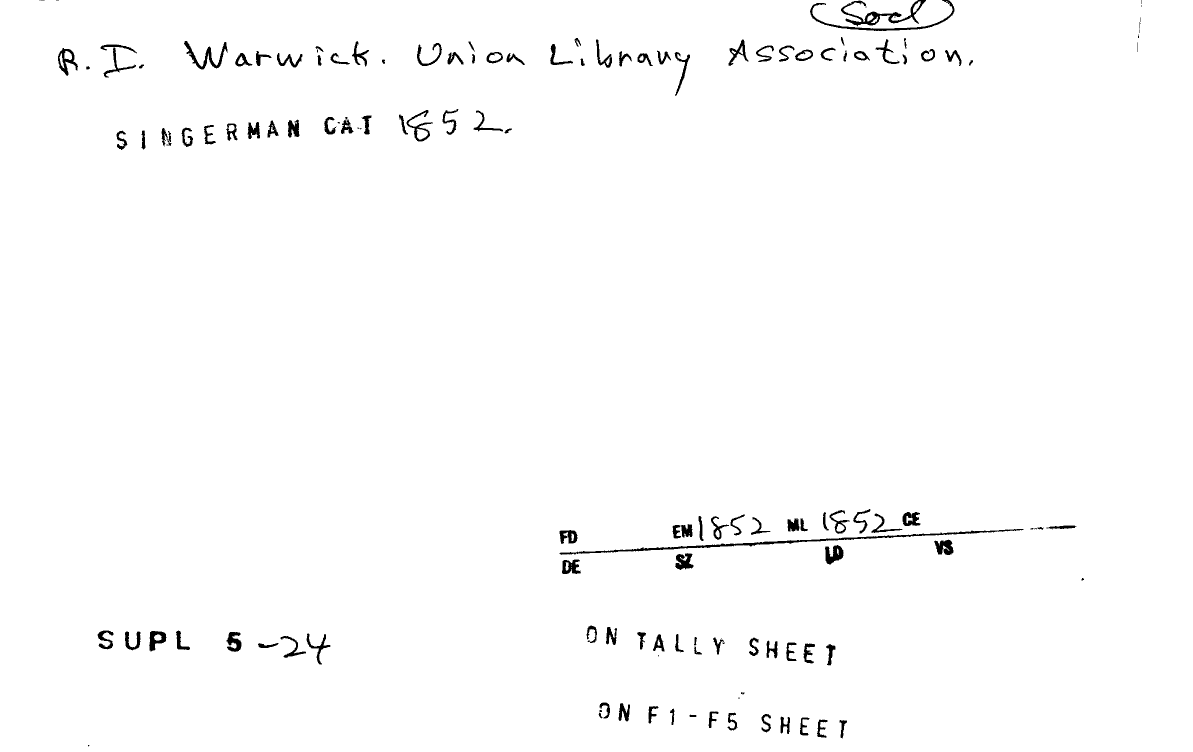 Socl
R.I. Warwick. Union Library Association.
SINGERMAN CAT 1852.
FD EM 1852 ML 1852 CE
DE SZ LD VS
SUPL 5-24
ON TALLY SHEET
ON F1-F5 SHEET